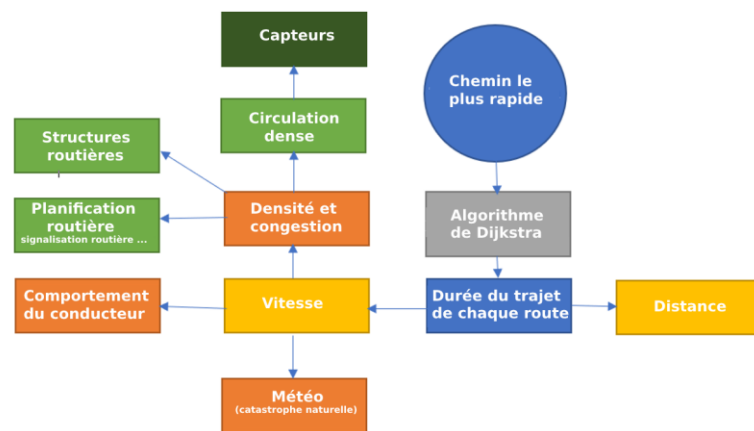 Capteurs
Chemin le
plus rapide
Circulation
dense
Structures
routières
Planification
routière
signalisation routière ...
Densité et
congestion
Algorithme
de Dijkstra
Comportement
du conducteur
Vitesse
Durée du trajet
de chaque route
Distance
Météo
(catastrophe naturelle)